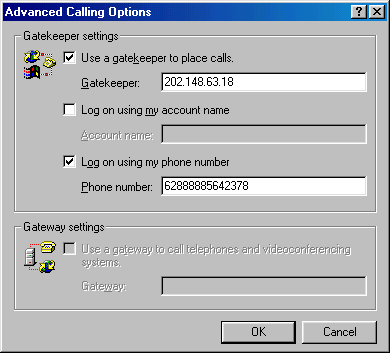 Advanced Calling Options
Gatekeeper settings
Use a gatekeeper to place calls.
Gatekeeper: 202.148.63.18
Log on using my account name
Account name:
Log on using my phone number
Phone number: 62888885642378
Gateway settings
Use a gateway to call telephones and videoconferencing
systems.
Gateway:
OK Cancel